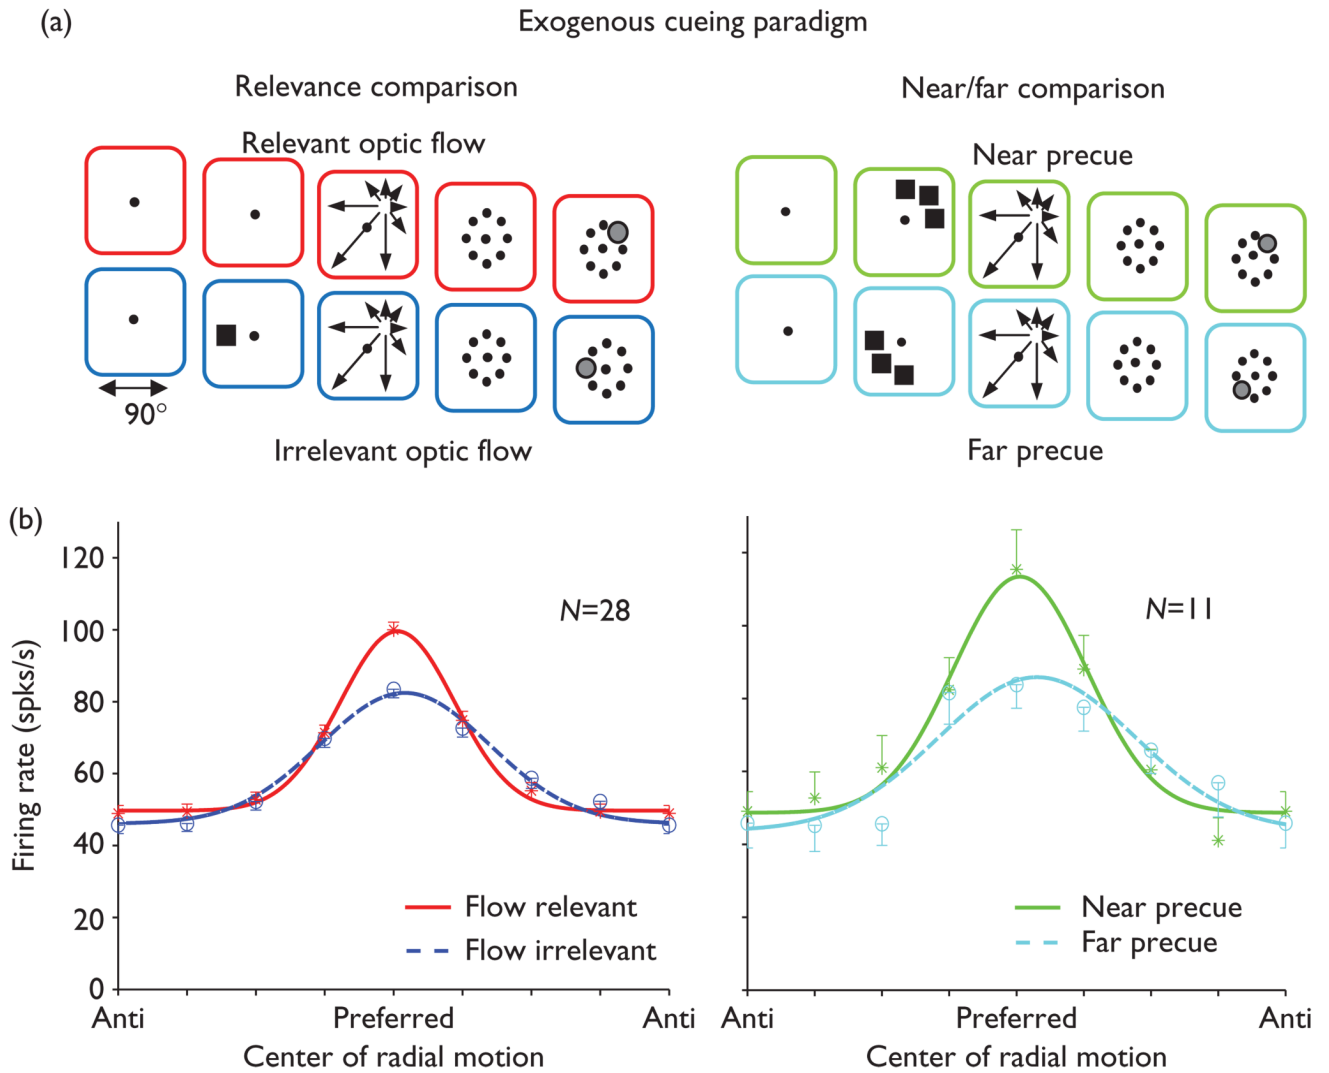 (a)
Exogenous cueing paradigm
Relevance comparison
Near/far comparison
Relevant optic flow
Near precue
90°
Irrelevant optic flow
Far precue
(b)
Firing rate (spks/s)
120
100
80
60
40
20
0
N=28
Flow relevant
Flow irrelevant
Anti
Preferred
Anti
Center of radial motion
N=11
Near precue
Far precue
Anti
Preferred
Anti
Center of radial motion